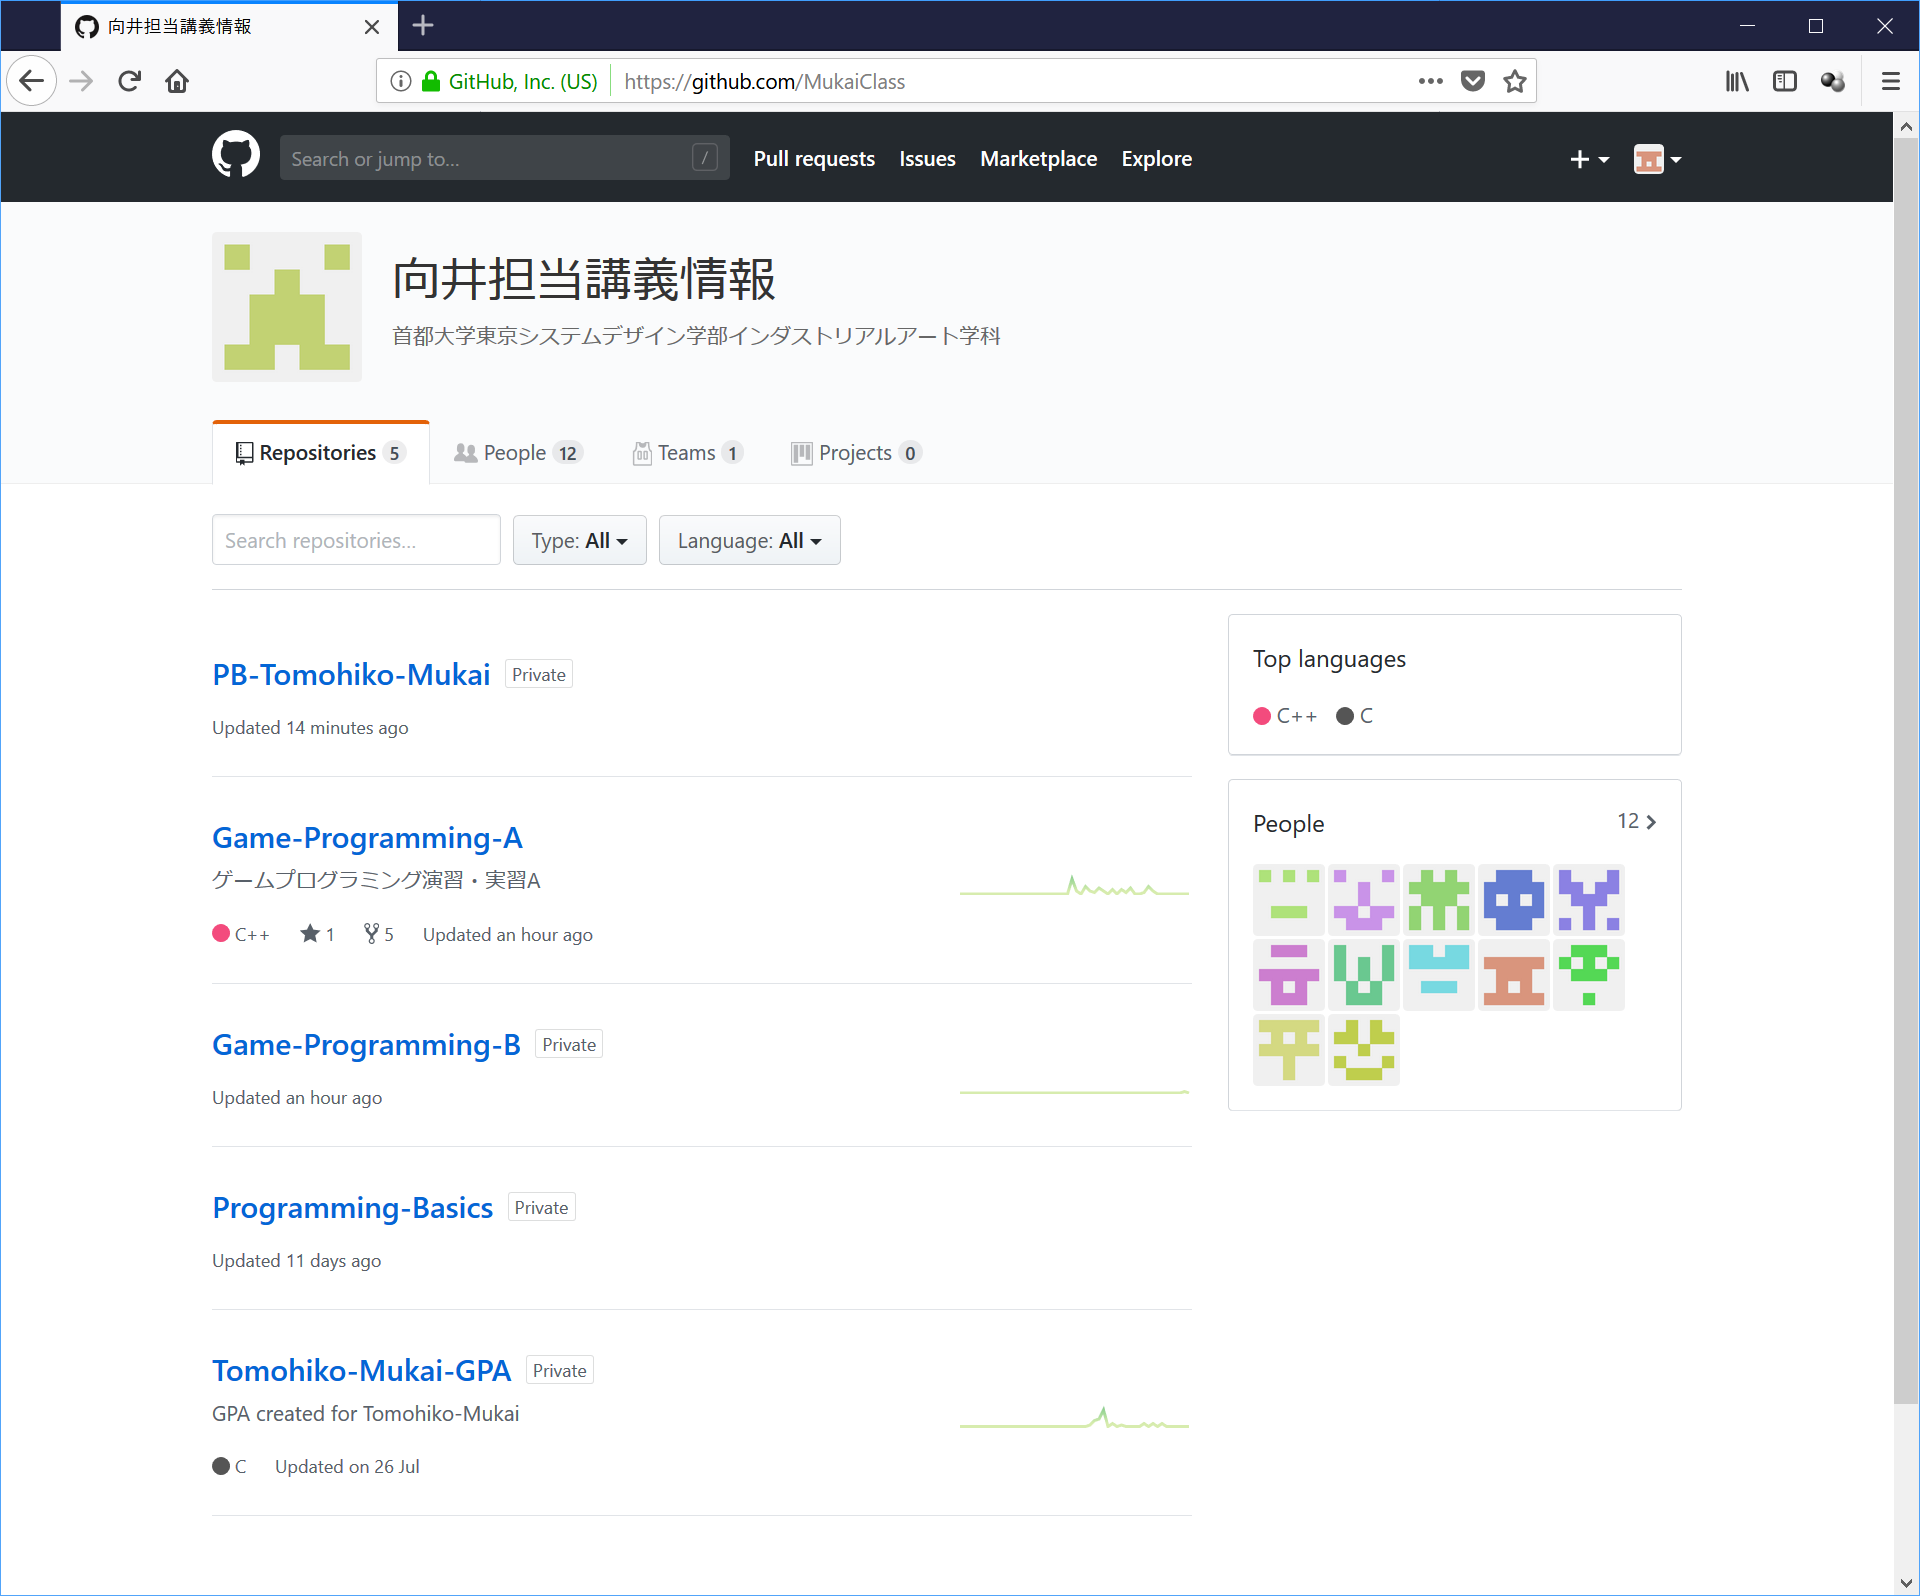 向井担当講義情報
GitHub, Inc. (US) https://github.com/MukaiClass
Search or jump to... / Pull requests Issues Marketplace Explore
向井担当講義情報
首都大学東京システムデザイン学部インダストリアルアート学科
Repositories 5 People 12 Teams 1 Projects 0
Search repositories... Type: All Language: All
PB-Tomohiko-Mukai Private
Updated 14 minutes ago
Game-Programming-A
ゲームプログラミング演習・実習A
C++ 1 5 Updated an hour ago
Game-Programming-B Private
Updated an hour ago
Programming-Basics Private
Updated 11 days ago
Tomohiko-Mukai-GPA Private
GPA created for Tomohiko-Mukai
C Updated on 26 Jul
Top languages
C++ C
People 12